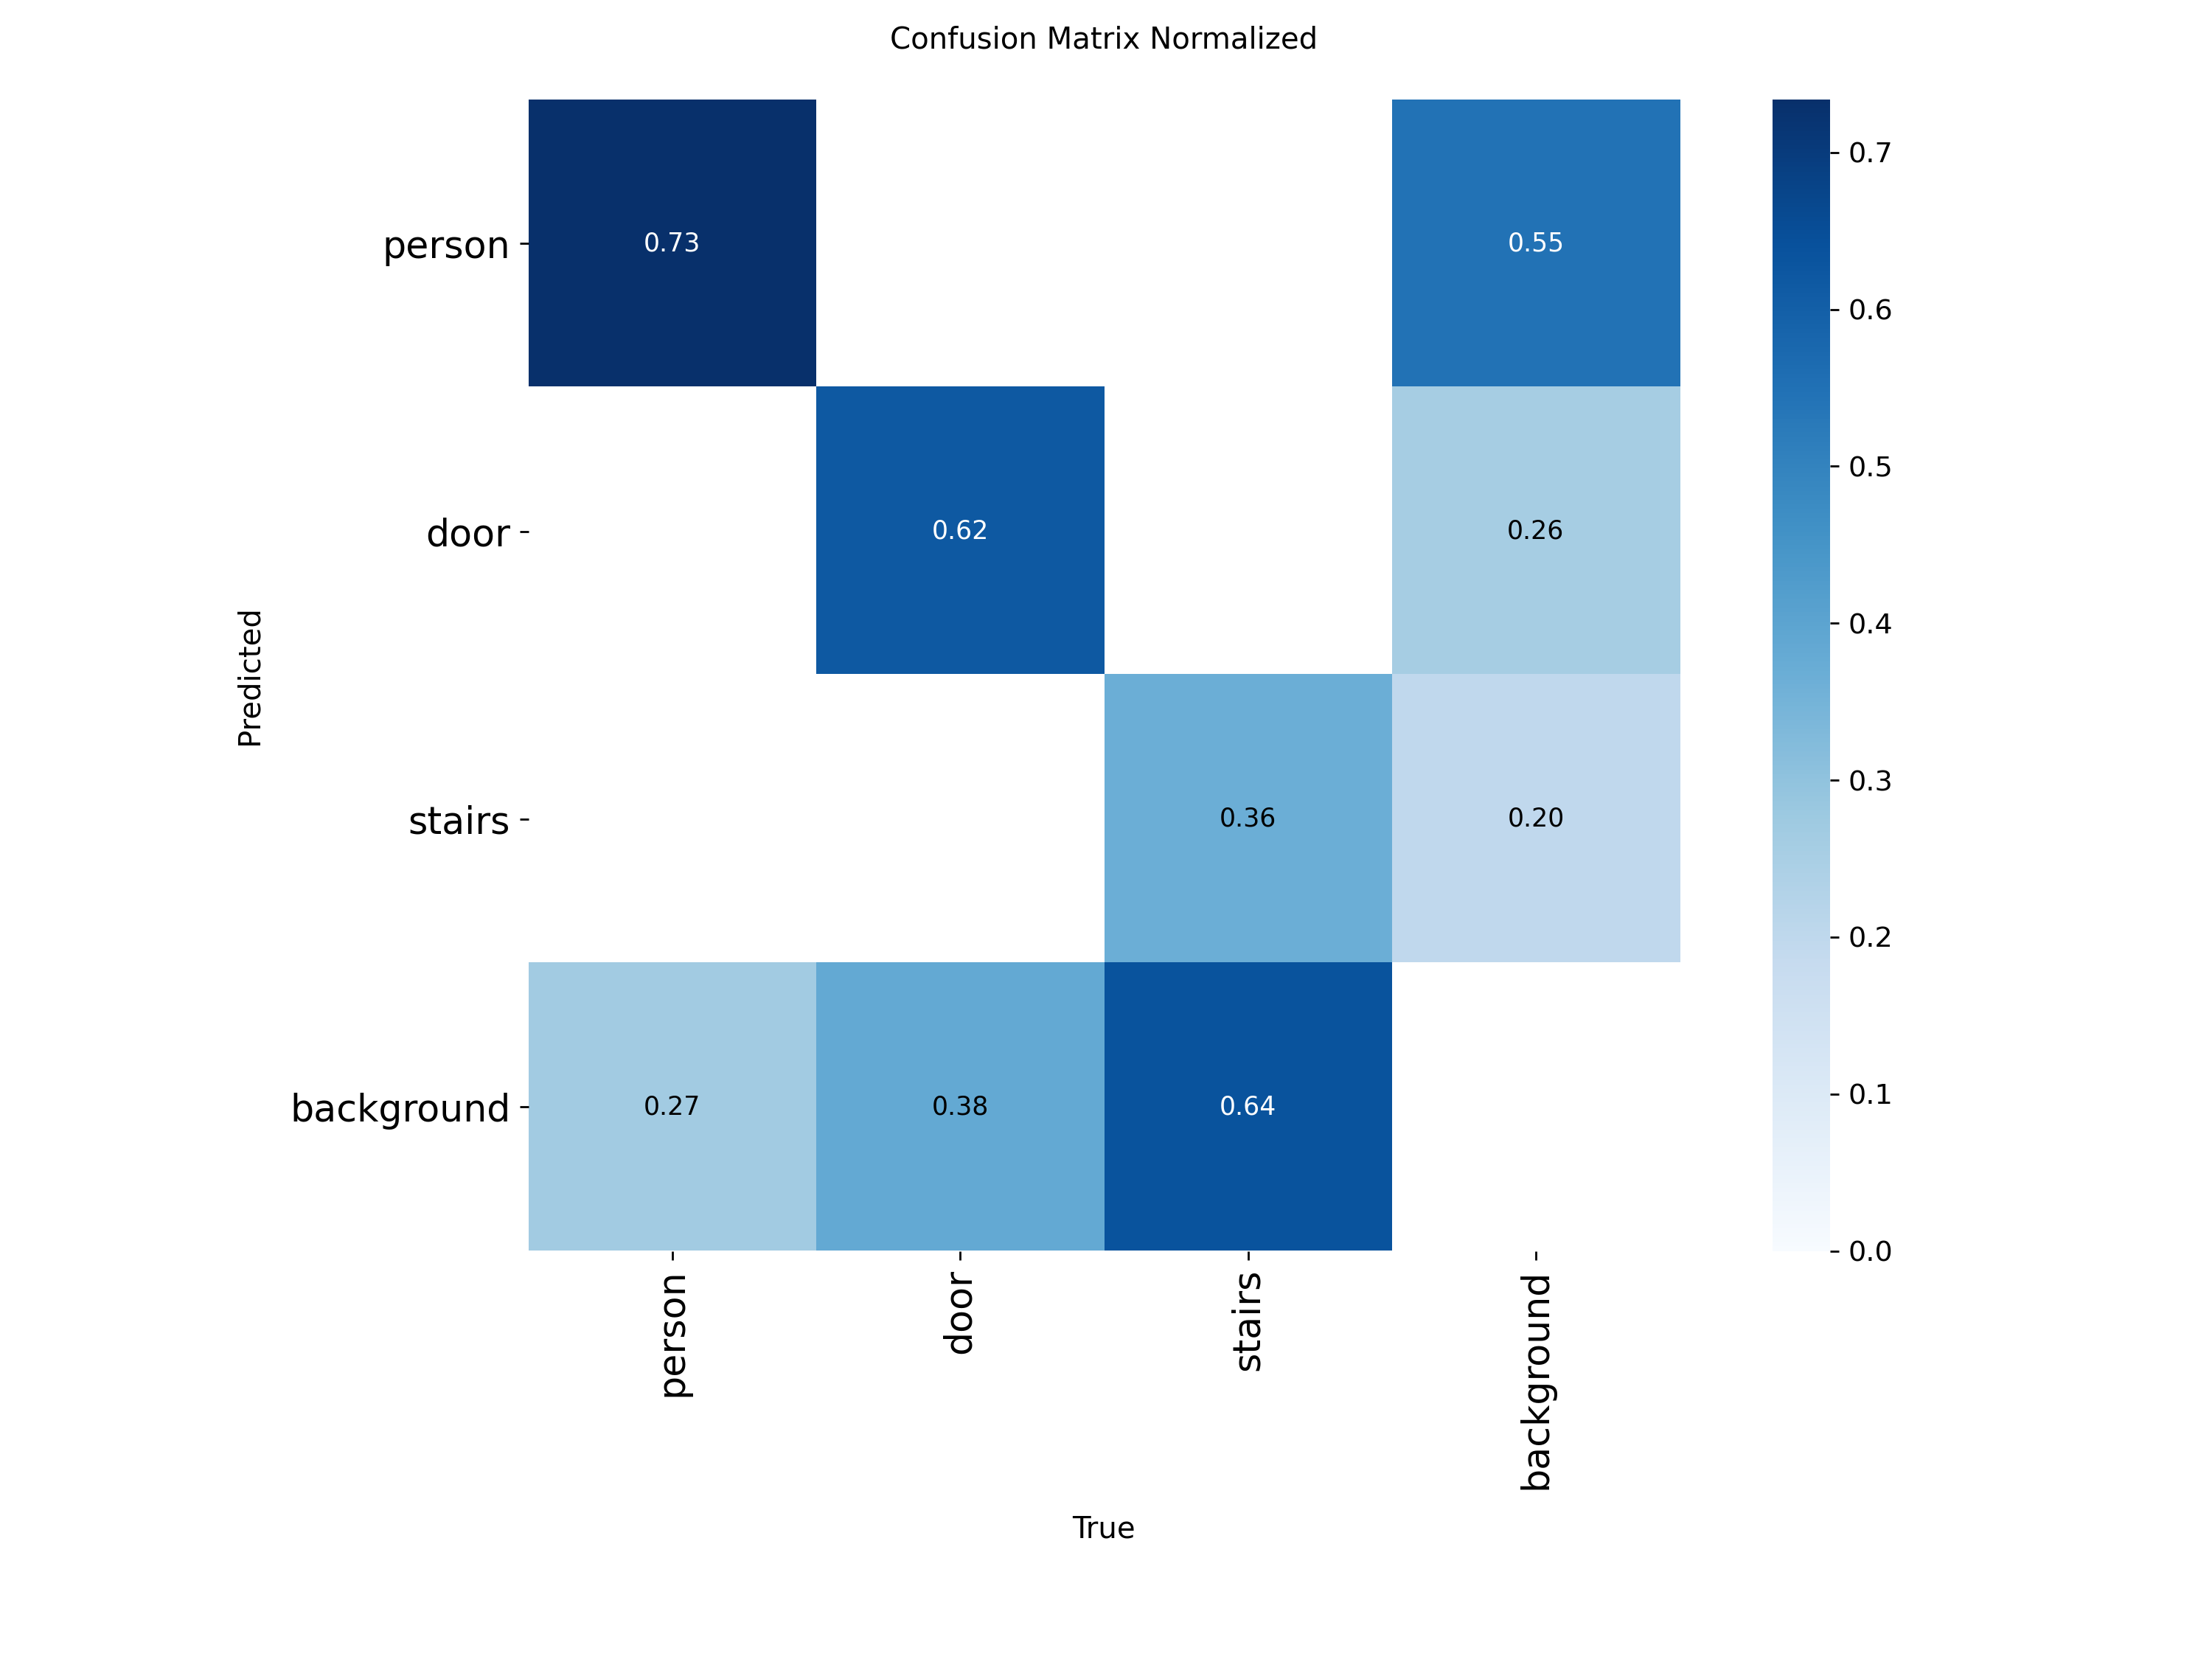 Confusion Matrix Normalized
person
0.73
0.55
door
0.62
0.26
stairs
0.36
0.20
background
0.27
0.38
0.64
person
door
stairs
background
Predicted
True
0.7
0.6
0.5
0.4
0.3
0.2
0.1
0.0